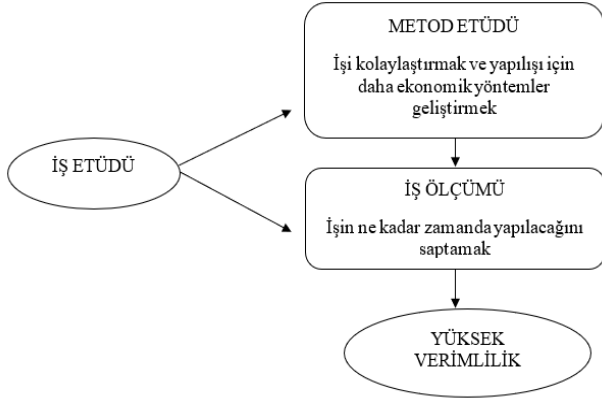 METOD ETÜDÜ
İşi kolaylaştırmak ve yapılışı için
daha ekonomik yöntemler
geliştirmek
İŞ ETÜDÜ
İŞ ÖLÇÜMÜ
İşin ne kadar zamanda yapılacağını
saptamak
YÜKSEK
VERİMLİLİK